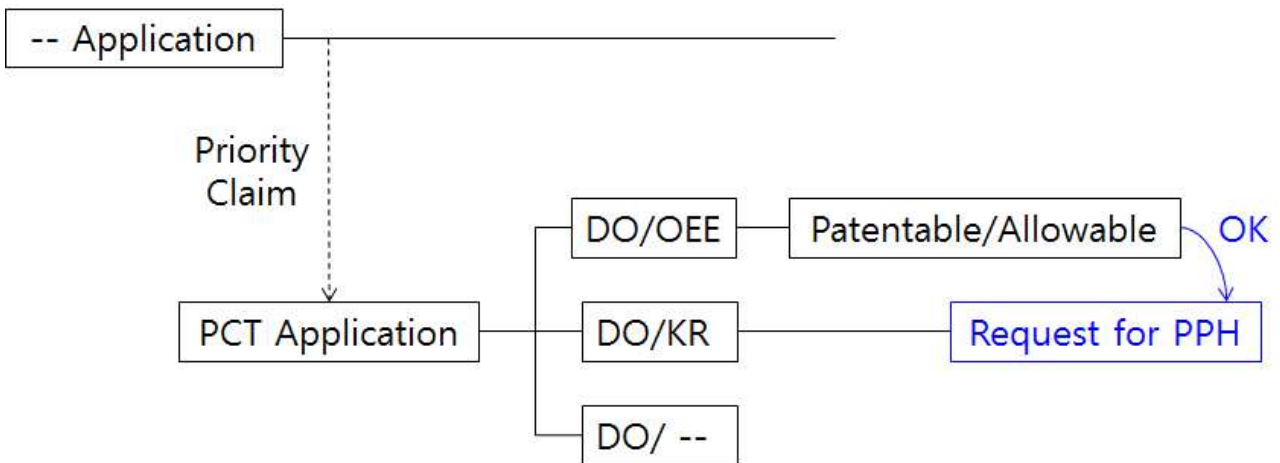 -- Application
Priority
Claim
DO/OEE
Patentable/Allowable
OK
PCT Application
DO/KR
Request for PPH
DO/ --